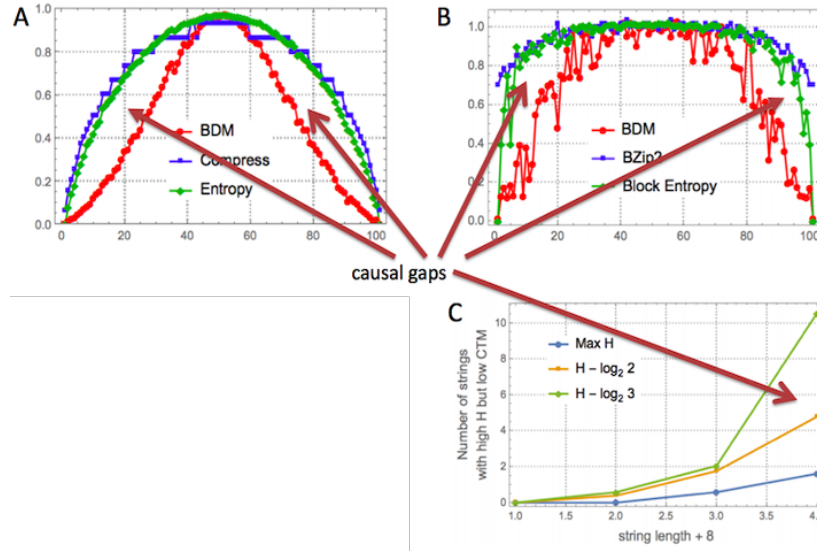 A
1.0
0.8
0.6
0.4
0.2
0.0
0 20 40 60 80 100
BDM
Compress
Entropy
B
1.0
0.8
0.6
0.4
0.2
0.0
0 20 40 60 80 100
BDM
BZip2
Block Entropy
causal gaps
C
Number of strings
with high H but low CTM
10
8
6
4
2
0
1.0 1.5 2.0 2.5 3.0 3.5
Max H
H – log₂ 2
H – log₂ 3
string length + 8